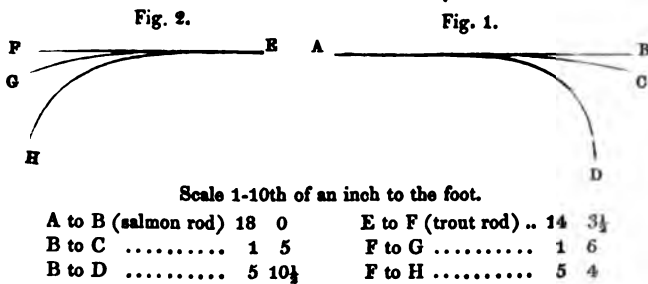 Fig. 2.
Fig. 1.
F
E
A
B
G
C
H
D
Scale 1-10th of an inch to the foot.
A to B (salmon rod) 18 0
E to F (trout rod) .. 14 3½
B to C .......... 1 5
F to G .......... 1 6
B to D .......... 5 10½
F to H .......... 5 4